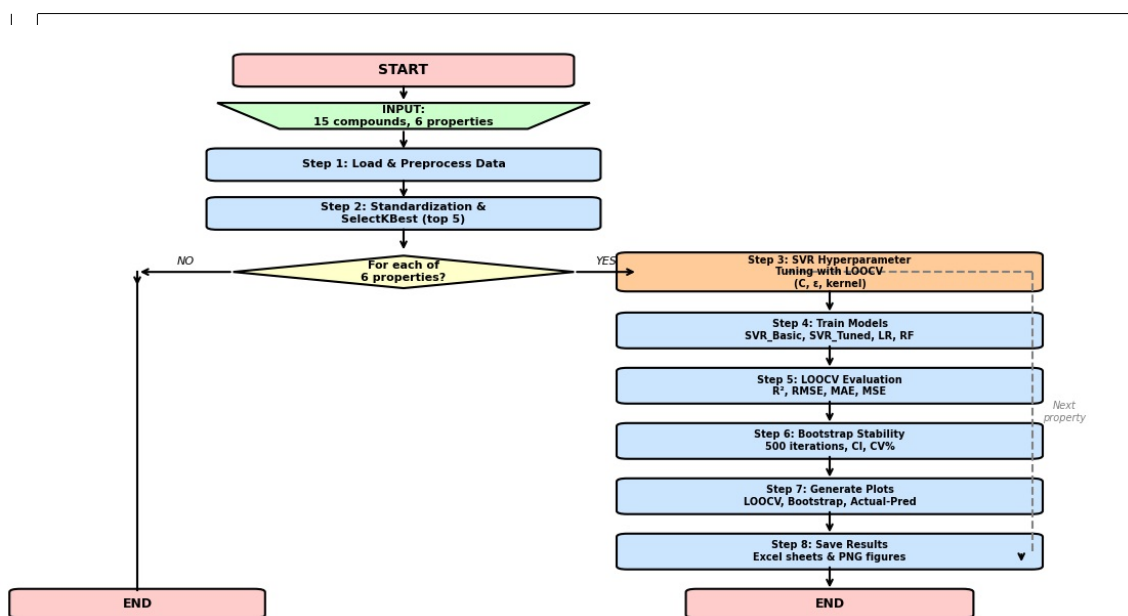 START
INPUT:
15 compounds, 6 properties
Step 1: Load & Preprocess Data
Step 2: Standardization &
SelectKBest (top 5)
For each of
6 properties?
NO
YES
Step 3: SVR Hyperparameter
Tuning with LOOCV
(C, ε, kernel)
Step 4: Train Models
SVR_Basic, SVR_Tuned, LR, RF
Step 5: LOOCV Evaluation
R², RMSE, MAE, MSE
Next
property
Step 6: Bootstrap Stability
500 iterations, CI, CV%
Step 7: Generate Plots
LOOCV, Bootstrap, Actual-Pred
Step 8: Save Results
Excel sheets & PNG figures
END
END